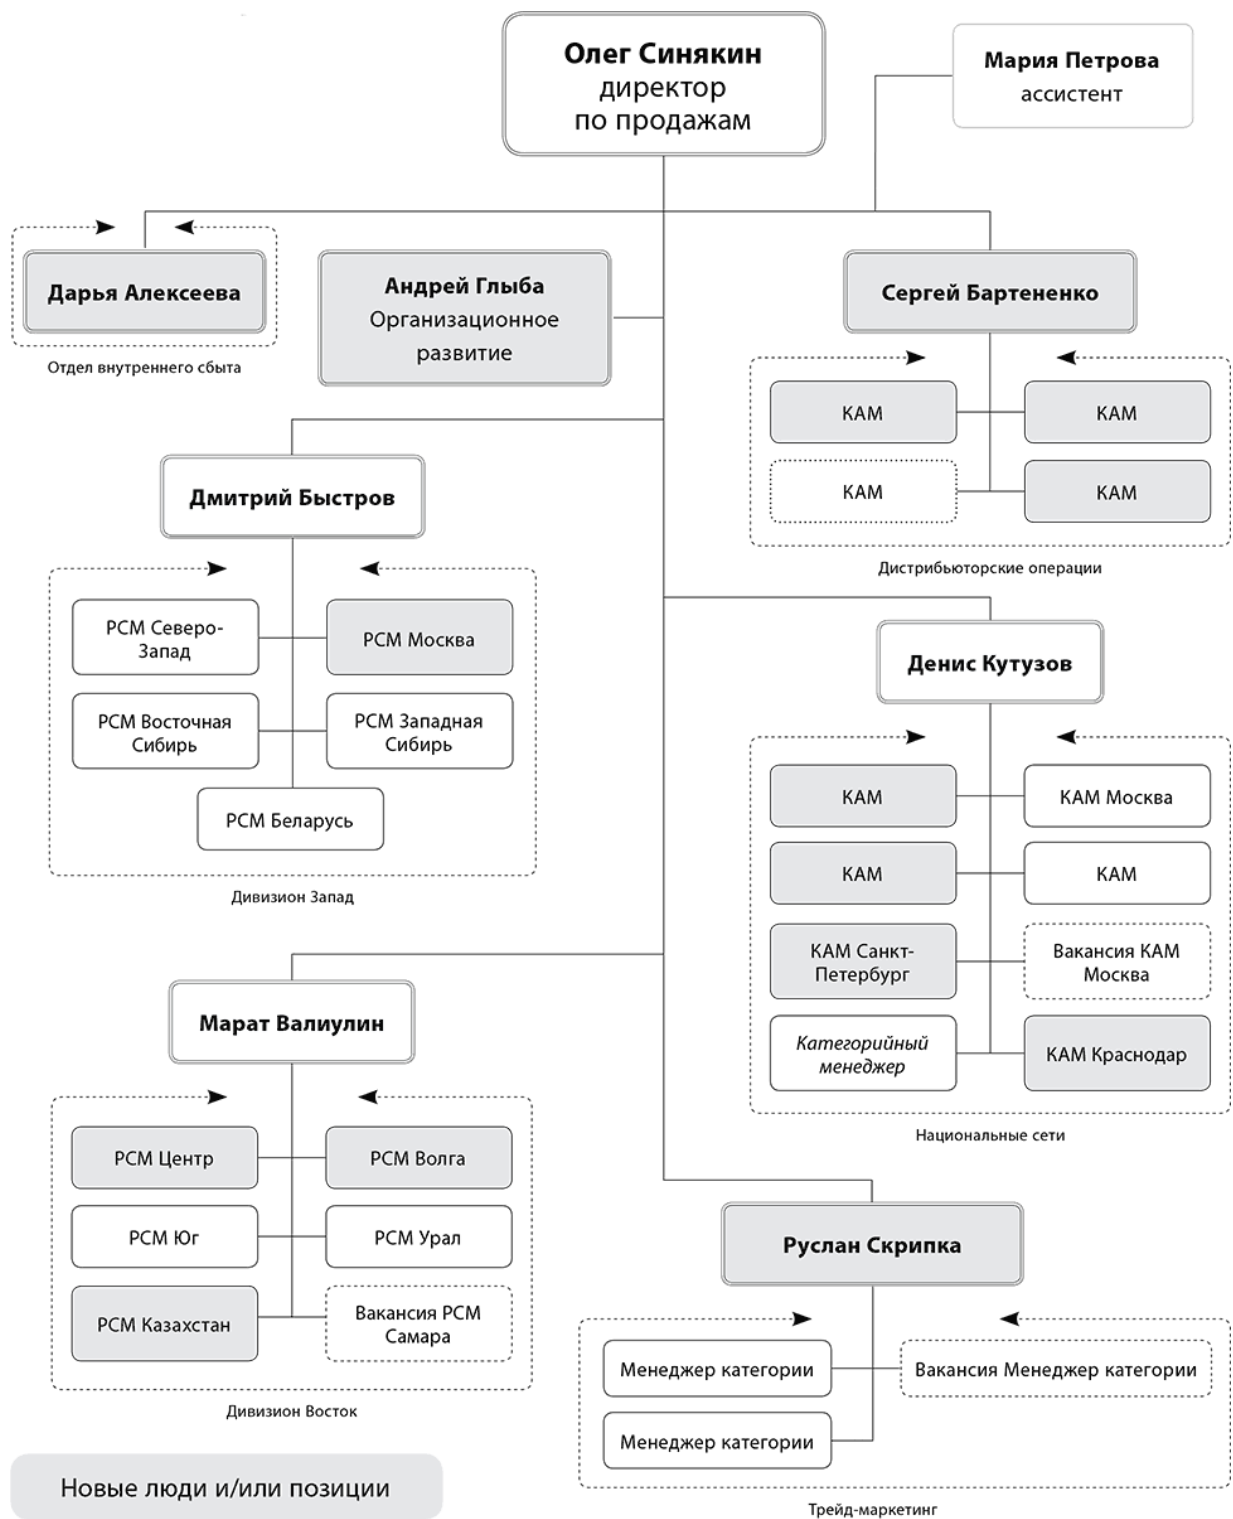 Олег Синякин
директор
по продажам
Мария Петрова
ассистент
Дарья Алексеева
Отдел внутреннего сбыта
Андрей Глыба
Организационное
развитие
Сергей Бартененко
КАМ
КАМ
КАМ
КАМ
Дистрибьюторские операции
Дмитрий Быстров
РСМ Северо-
Запад
РСМ Москва
РСМ Восточная
Сибирь
РСМ Западная
Сибирь
РСМ Беларусь
Дивизион Запад
Денис Кутузов
КАМ
КАМ Москва
КАМ
КАМ
КАМ Санкт-
Петербург
Вакансия КАМ
Москва
Категорийный
менеджер
КАМ Краснодар
Национальные сети
Марат Валиулин
РСМ Центр
РСМ Волга
РСМ Юг
РСМ Урал
РСМ Казахстан
Вакансия РСМ
Самара
Дивизион Восток
Руслан Скрипка
Менеджер категории
Вакансия Менеджер категории
Менеджер категории
Трейд-маркетинг
Новые люди и/или позиции